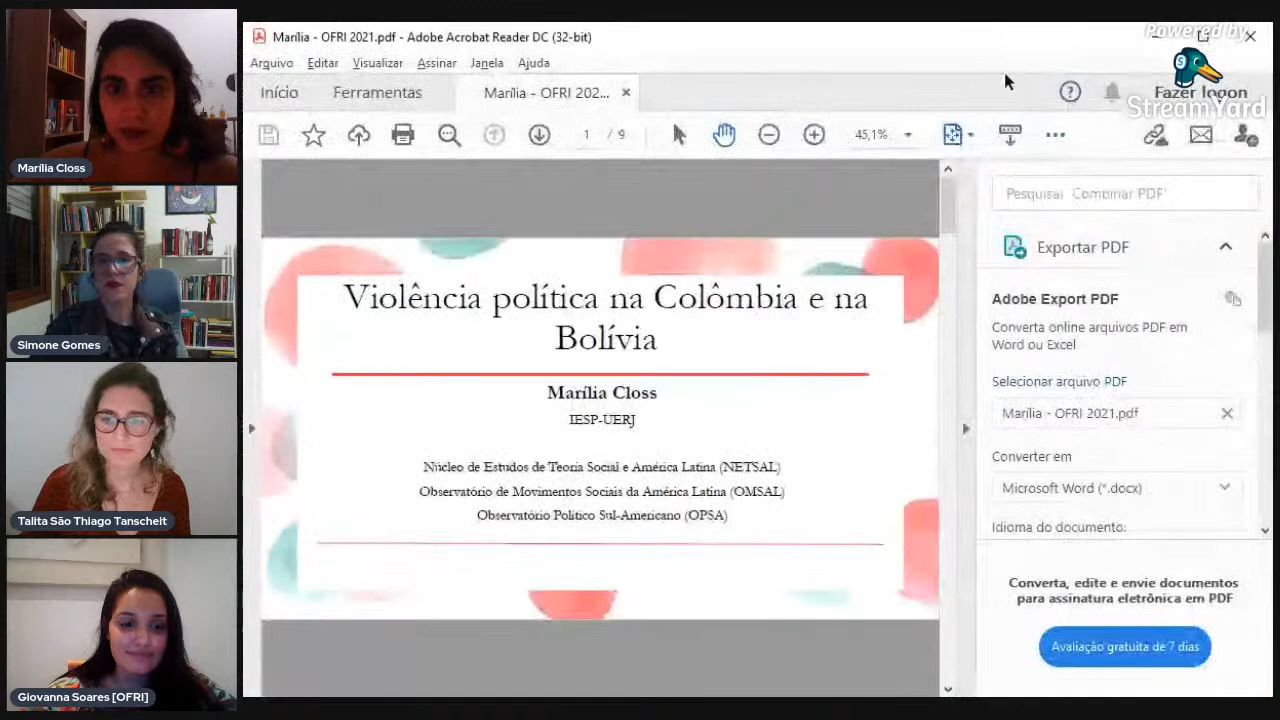 Marília Closs
Simone Gomes
Talita São Thiago Tanscheit
Giovanna Soares [OFRI]
Marília - OFRI 2021.pdf - Adobe Acrobat Reader DC (32-bit)
Powered by
StreamYard
Arquivo Editar Visualizar Assinar Janela Ajuda
Início Ferramentas Marília - OFRI 202... Fazer logon
1 / 9 45,1%
Violência política na Colômbia e na
Bolívia
Marília Closs
IESP-UERJ
Núcleo de Estudos de Teoria Social e América Latina (NETSAL)
Observatório de Movimentos Sociais da América Latina (OMSAL)
Observatório Político Sul-Americano (OPSA)
Pesquisar 'Combinar PDF'
Exportar PDF
Adobe Export PDF
Converta online arquivos PDF em
Word ou Excel
Selecionar arquivo PDF
Marília - OFRI 2021.pdf
Converter em
Microsoft Word (*.docx)
Idioma do documento:
Converta, edite e envie documentos
para assinatura eletrônica em PDF
Avaliação gratuita de 7 dias